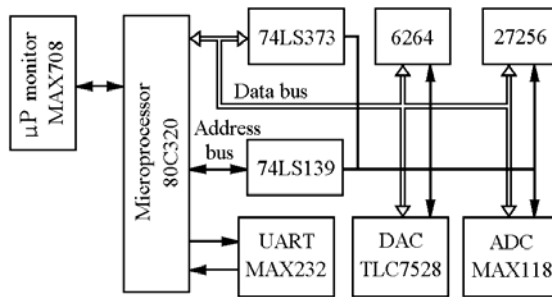 μP monitor
MAX708
Microprocessor
80C320
74LS373
6264
27256
Data bus
Address
bus
74LS139
UART
MAX232
DAC
TLC7528
ADC
MAX118